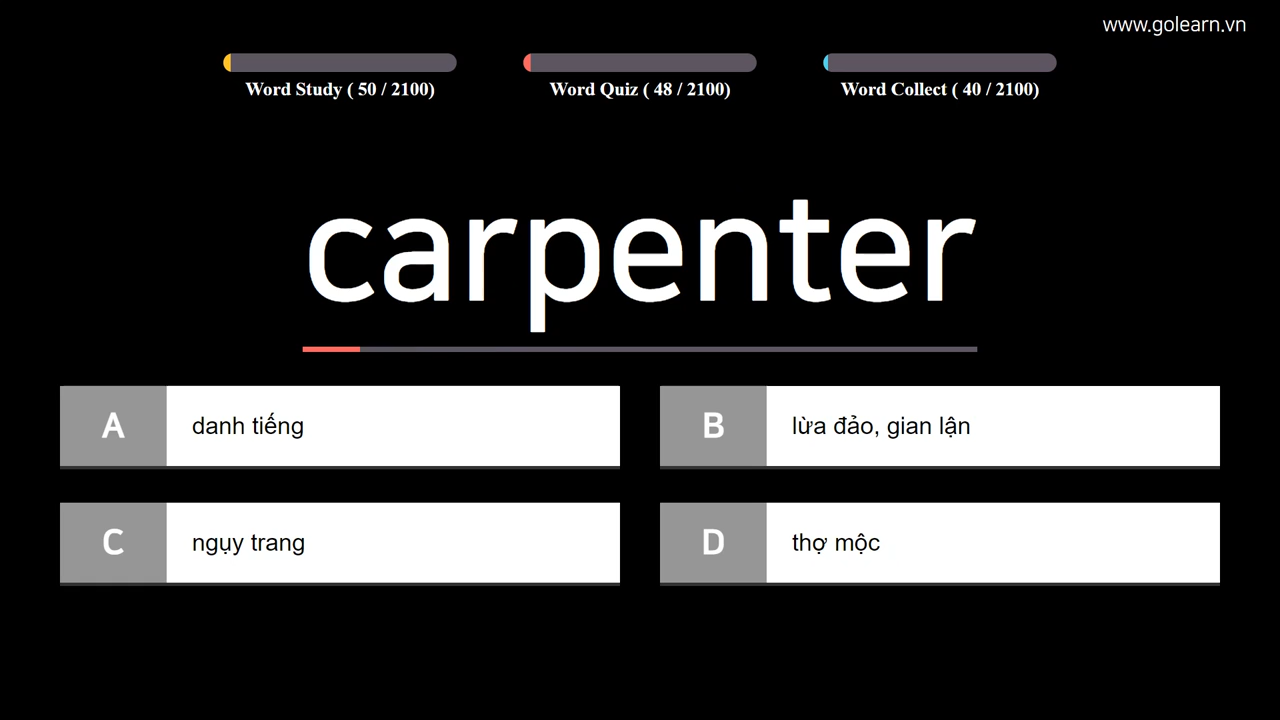 www.golearn.vn
Word Study ( 50 / 2100)
Word Quiz ( 48 / 2100)
Word Collect ( 40 / 2100)
carpenter
A danh tiếng
B lừa đảo, gian lận
C ngụy trang
D thợ mộc